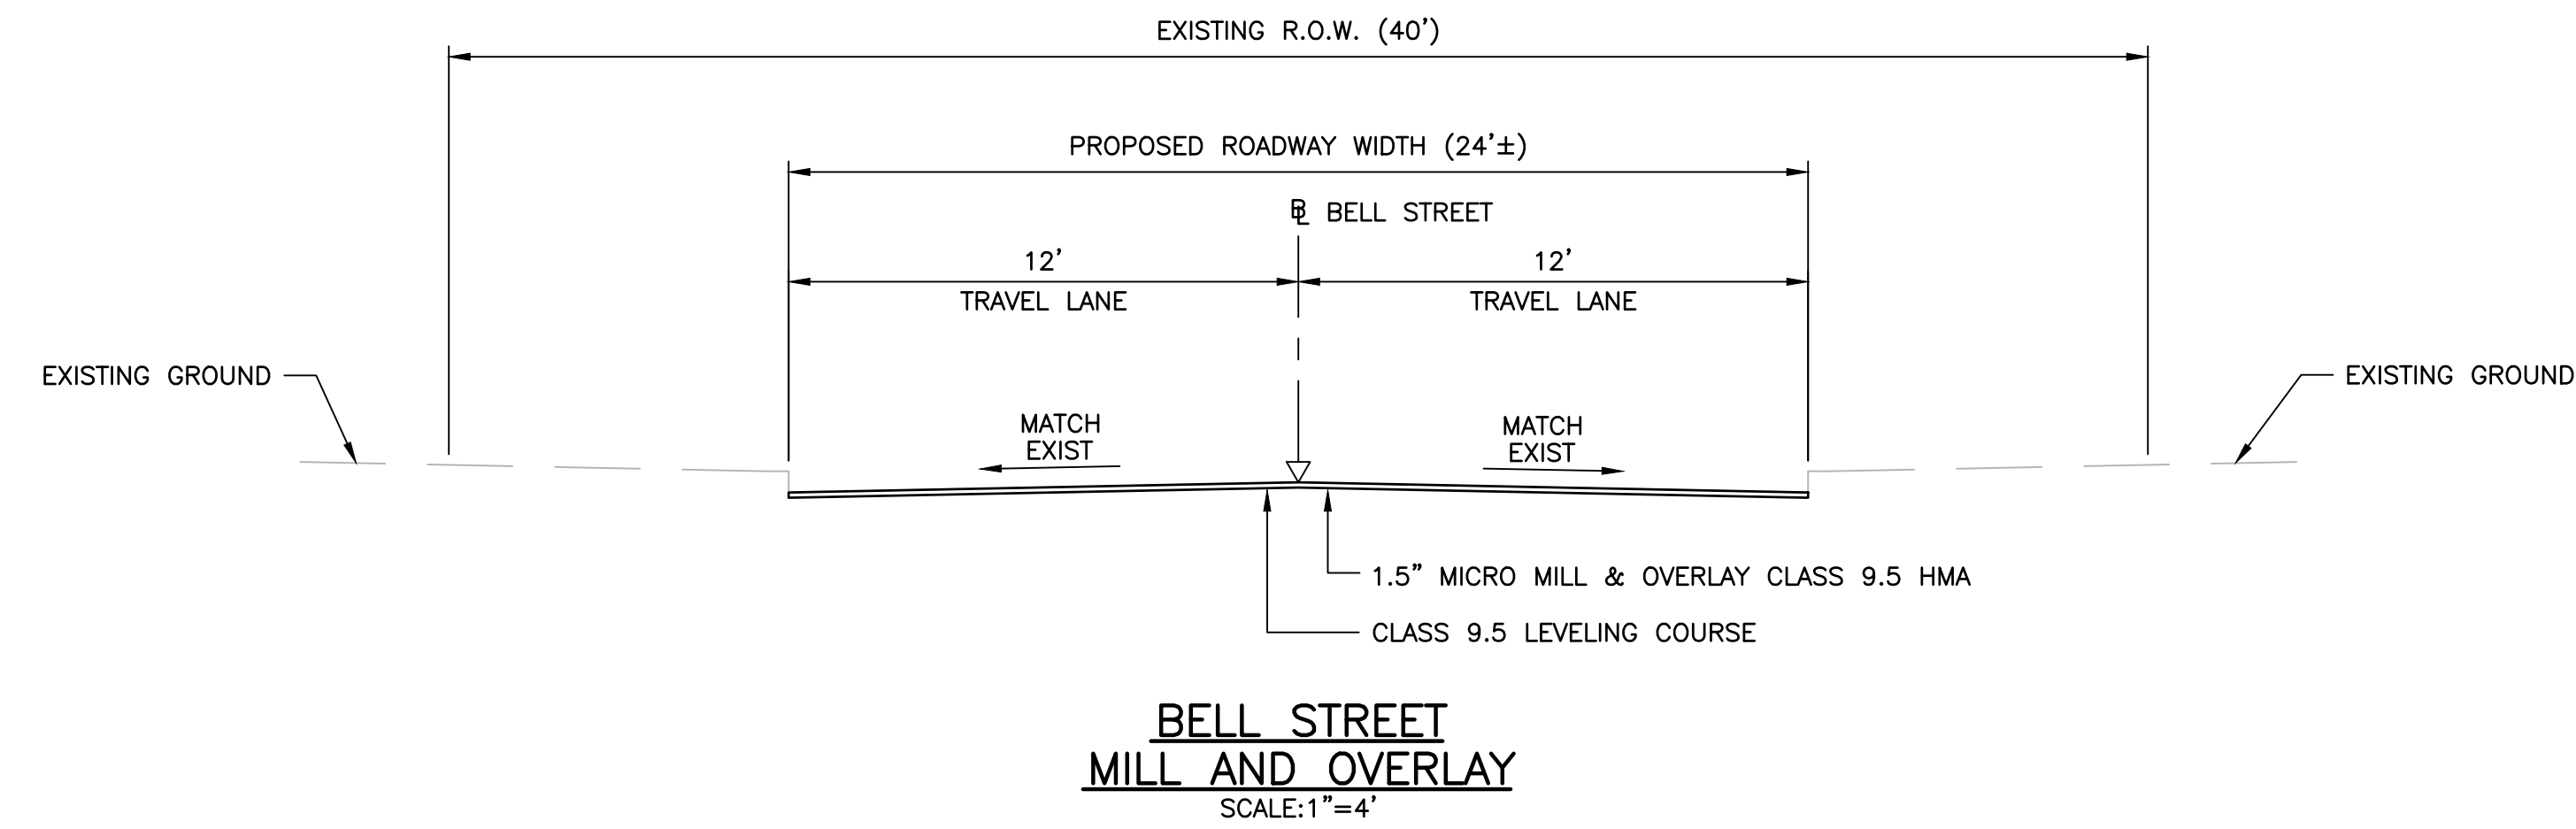 EXISTING R.O.W. (40')
PROPOSED ROADWAY WIDTH (24'±)
℄ BELL STREET
12'
12'
TRAVEL LANE
TRAVEL LANE
EXISTING GROUND
EXISTING GROUND
MATCH
EXIST
MATCH
EXIST
1.5" MICRO MILL & OVERLAY CLASS 9.5 HMA
CLASS 9.5 LEVELING COURSE
BELL STREET
MILL AND OVERLAY
SCALE:1"=4'